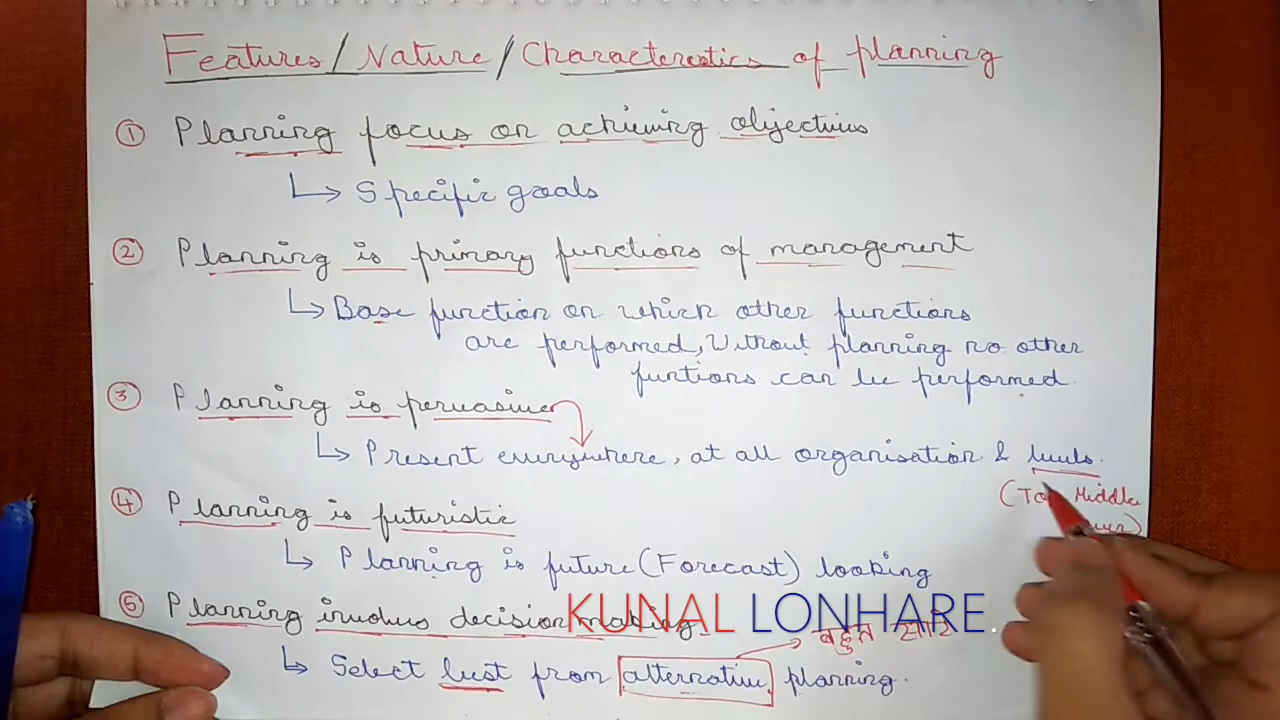 Features/Nature/Characterestics of planning
① Planning focus on achieving objectives
↳ Specific goals
② Planning is primary functions of management
↳ Base function on which other functions
are performed, Without planning no other
funtions can be performed.
③ Planning is pervasive
↳ Present everywhere, at all organisation & levels.
(Top Middle
④ Planning is futuristic
↳ Planning is future (Forecast) looking
⑤ Planning involves decision making.
KUNAL LONHARE.
बहुत सारे
↳ Select best from alternative planning.